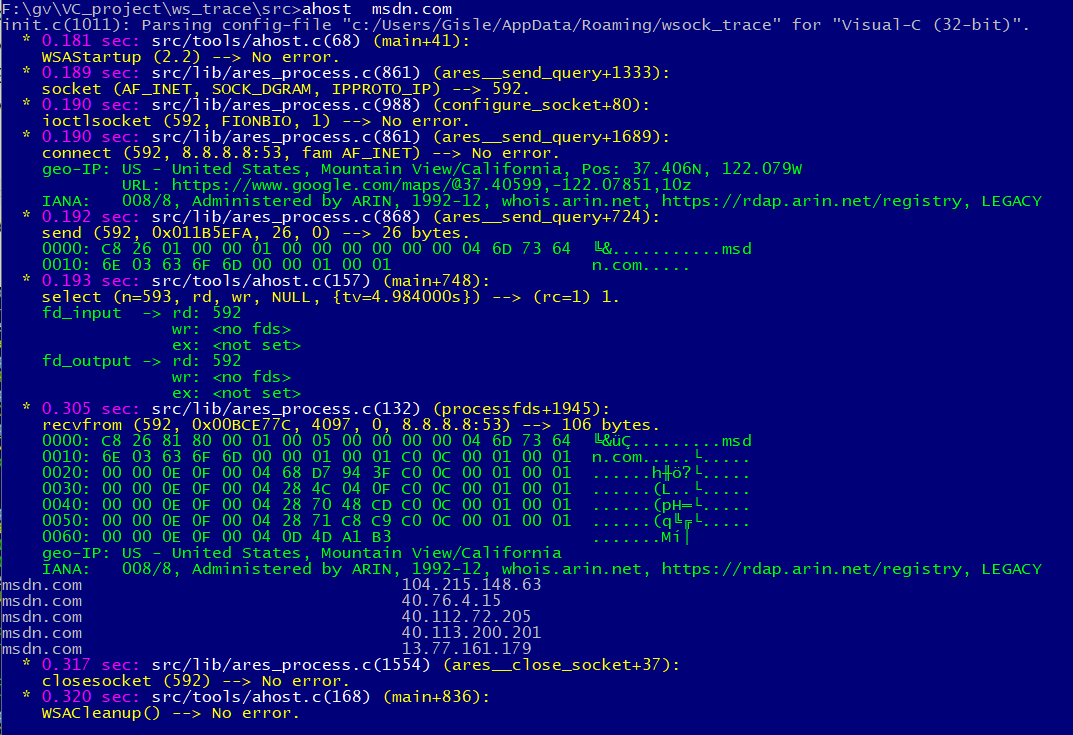 F:\gv\VC_project\ws_trace\src>ahost  msdn.com
init.c(1011): Parsing config-file "c:/Users/Gisle/AppData/Roaming/wsock_trace" for "Visual-C (32-bit)".
  * 0.181 sec: src/tools/ahost.c(68) (main+41):
    WSAStartup (2.2) --> No error.
  * 0.189 sec: src/lib/ares_process.c(861) (ares__send_query+1333):
    socket (AF_INET, SOCK_DGRAM, IPPROTO_IP) --> 592.
  * 0.190 sec: src/lib/ares_process.c(988) (configure_socket+80):
    ioctlsocket (592, FIONBIO, 1) --> No error.
  * 0.190 sec: src/lib/ares_process.c(861) (ares__send_query+1689):
    connect (592, 8.8.8.8:53, fam AF_INET) --> No error.
    geo-IP: US - United States, Mountain View/California, Pos: 37.406N, 122.079W
            URL: https://www.google.com/maps/@37.40599,-122.07851,10z
    IANA:   008/8, Administered by ARIN, 1992-12, whois.arin.net, https://rdap.arin.net/registry, LEGACY
  * 0.192 sec: src/lib/ares_process.c(868) (ares__send_query+724):
    send (592, 0x011B5EFA, 26, 0) --> 26 bytes.
    0000: C8 26 01 00 00 01 00 00 00 00 00 00 04 6D 73 64  ╚&...........msd
    0010: 6E 03 63 6F 6D 00 00 01 00 01                    n.com.....
  * 0.193 sec: src/tools/ahost.c(157) (main+748):
    select (n=593, rd, wr, NULL, {tv=4.984000s}) --> (rc=1) 1.
    fd_input  -> rd: 592
                 wr: <no fds>
                 ex: <not set>
    fd_output -> rd: 592
                 wr: <no fds>
                 ex: <not set>
  * 0.305 sec: src/lib/ares_process.c(132) (processfds+1945):
    recvfrom (592, 0x00BCE77C, 4097, 0, 8.8.8.8:53) --> 106 bytes.
    0000: C8 26 81 80 00 01 00 05 00 00 00 00 04 6D 73 64  ╚&üÇ.........msd
    0010: 6E 03 63 6F 6D 00 00 01 00 01 C0 0C 00 01 00 01  n.com.....└.....
    0020: 00 00 0E 0F 00 04 68 D7 94 3F C0 0C 00 01 00 01  ......h╫ö?└.....
    0030: 00 00 0E 0F 00 04 28 4C 04 0F C0 0C 00 01 00 01  ......(L..└.....
    0040: 00 00 0E 0F 00 04 28 70 48 CD C0 0C 00 01 00 01  ......(pH═└.....
    0050: 00 00 0E 0F 00 04 28 71 C8 C9 C0 0C 00 01 00 01  ......(q╚╔└.....
    0060: 00 00 0E 0F 00 04 0D 4D A1 B3                    .......Mí│
    geo-IP: US - United States, Mountain View/California
    IANA:   008/8, Administered by ARIN, 1992-12, whois.arin.net, https://rdap.arin.net/registry, LEGACY
msdn.com                                104.215.148.63
msdn.com                                40.76.4.15
msdn.com                                40.112.72.205
msdn.com                                40.113.200.201
msdn.com                                13.77.161.179
  * 0.317 sec: src/lib/ares_process.c(1554) (ares__close_socket+37):
    closesocket (592) --> No error.
  * 0.320 sec: src/tools/ahost.c(168) (main+836):
    WSACleanup() --> No error.